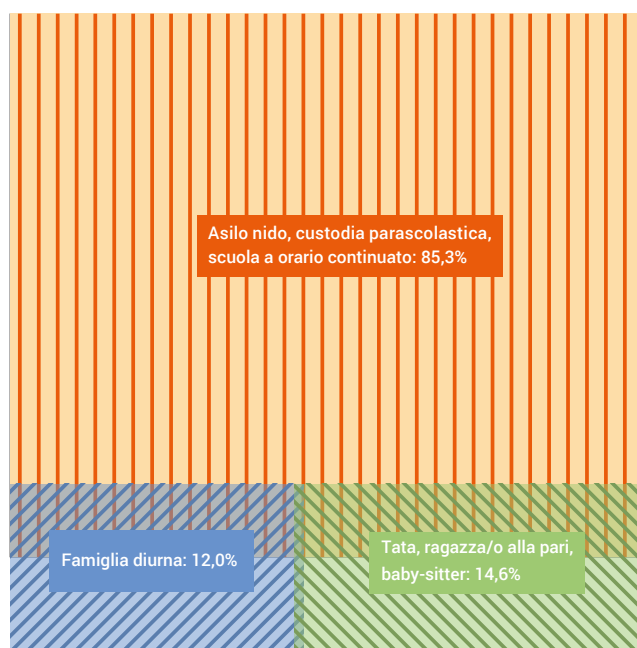 Asilo nido, custodia parascolastica,
scuola a orario continuato: 85,3%
Famiglia diurna: 12,0%
Tata, ragazza/o alla pari,
baby-sitter: 14,6%